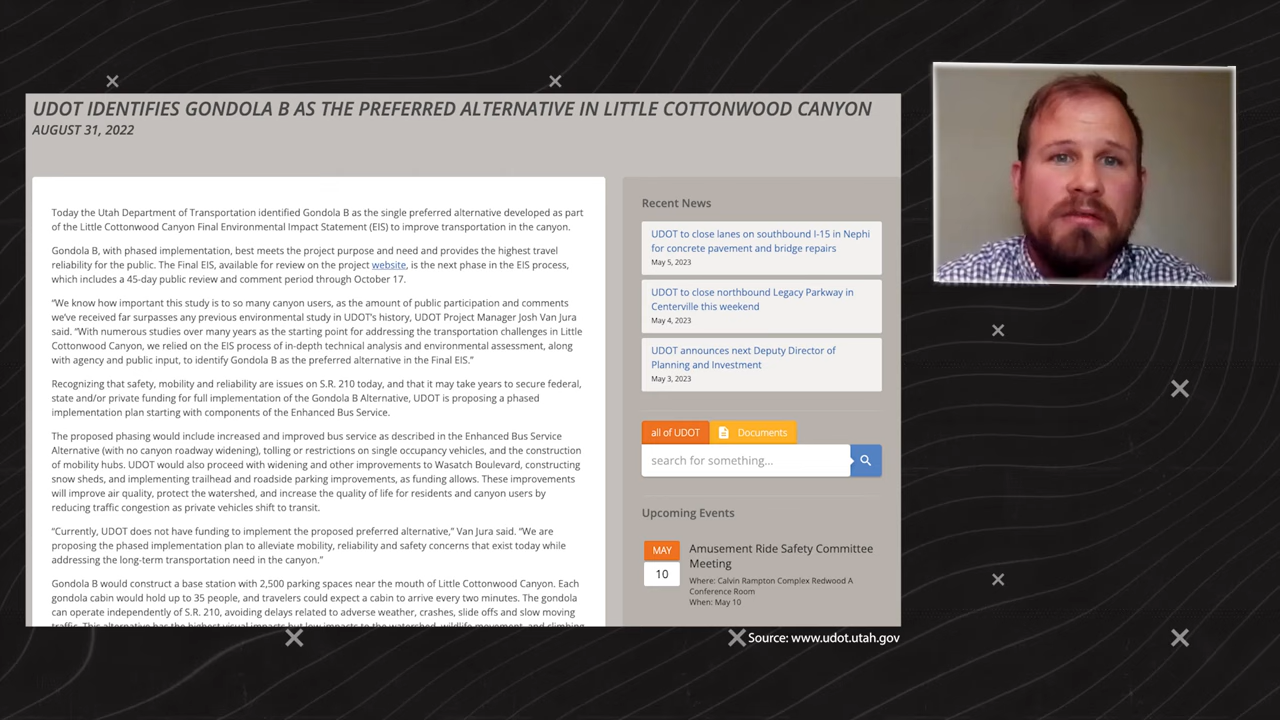 UDOT IDENTIFIES GONDOLA B AS THE PREFERRED ALTERNATIVE IN LITTLE COTTONWOOD CANYON
AUGUST 31, 2022
Today the Utah Department of Transportation identified Gondola B as the single preferred alternative developed as part
of the Little Cottonwood Canyon Final Environmental Impact Statement (EIS) to improve transportation in the canyon.
Gondola B, with phased implementation, best meets the project purpose and need and provides the highest travel
reliability for the public. The Final EIS, available for review on the project website, is the next phase in the EIS process,
which includes a 45-day public review and comment period through October 17.
“We know how important this study is to so many canyon users, as the amount of public participation and comments
we’ve received far surpasses any previous environmental study in UDOT’s history, UDOT Project Manager Josh Van Jura
said. “With numerous studies over many years as the starting point for addressing the transportation challenges in Little
Cottonwood Canyon, we relied on the EIS process of in-depth technical analysis and environmental assessment, along
with agency and public input, to identify Gondola B as the preferred alternative in the Final EIS.”
Recognizing that safety, mobility and reliability are issues on S.R. 210 today, and that it may take years to secure federal,
state and/or private funding for full implementation of the Gondola B Alternative, UDOT is proposing a phased
implementation plan starting with components of the Enhanced Bus Service.
The proposed phasing would include increased and improved bus service as described in the Enhanced Bus Service
Alternative (with no canyon roadway widening), tolling or restrictions on single occupancy vehicles, and the construction
of mobility hubs. UDOT would also proceed with widening and other improvements to Wasatch Boulevard, constructing
snow sheds, and implementing trailhead and roadside parking improvements, as funding allows. These improvements
will improve air quality, protect the watershed, and increase the quality of life for residents and canyon users by
reducing traffic congestion as private vehicles shift to transit.
“Currently, UDOT does not have funding to implement the proposed preferred alternative,” Van Jura said. “We are
proposing the phased implementation plan to alleviate mobility, reliability and safety concerns that exist today while
addressing the long-term transportation need in the canyon.”
Gondola B would construct a base station with 2,500 parking spaces near the mouth of Little Cottonwood Canyon. Each
gondola cabin would hold up to 35 people, and travelers could expect a cabin to arrive every two minutes. The gondola
can operate independently of S.R. 210, avoiding delays related to adverse weather, crashes, slide offs and slow moving
traffic. This alternative has the highest visual impacts but low impacts to the watershed, wildlife movement, and climbing
Recent News
UDOT to close lanes on southbound I-15 in Nephi
for concrete pavement and bridge repairs
May 5, 2023
UDOT to close northbound Legacy Parkway in
Centerville this weekend
May 4, 2023
UDOT announces next Deputy Director of
Planning and Investment
May 3, 2023
all of UDOT
Documents
search for something...
Upcoming Events
MAY
10
Amusement Ride Safety Committee
Meeting
Where: Calvin Rampton Complex Redwood A
Conference Room
When: May 10
Source: www.udot.utah.gov